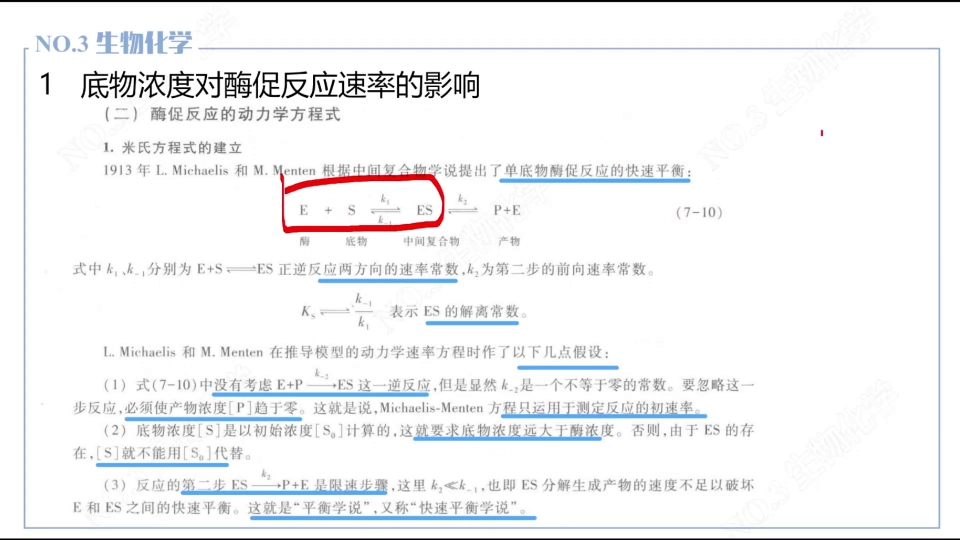 NO.3 生物化学
1 底物浓度对酶促反应速率的影响
(二) 酶促反应的动力学方程式
1. 米氏方程式的建立
1913 年 L. Michaelis 和 M. Menten 根据中间复合物学说提出了单底物酶促反应的快速平衡:
E + S ⇌ ES ⇌ P+E (7-10)
k₁ k₋₁ k₂
酶 底物 中间复合物 产物
式中 k₁、k₋₁分别为 E+S⇌ES 正逆反应两方向的速率常数,k₂为第二步的前向速率常数。
Kₛ⇌k₋₁/k₁ 表示 ES 的解离常数。
L. Michaelis 和 M. Menten 在推导模型的动力学速率方程时作了以下几点假设:
(1) 式(7-10)中没有考虑 E+P —k₋₂→ES 这一逆反应,但是显然 k₋₂是一个不等于零的常数。要忽略这一
步反应,必须使产物浓度[P]趋于零。这就是说,Michaelis-Menten 方程只运用于测定反应的初速率。
(2) 底物浓度[S]是以初始浓度[S₀]计算的,这就要求底物浓度远大于酶浓度。否则,由于 ES 的存
在,[S]就不能用[S₀]代替。
(3) 反应的第二步 ES —k₂→P+E 是限速步骤,这里 k₂≪k₋₁,也即 ES 分解生成产物的速度不足以破坏
E 和 ES 之间的快速平衡。这就是“平衡学说”,又称“快速平衡学说”。